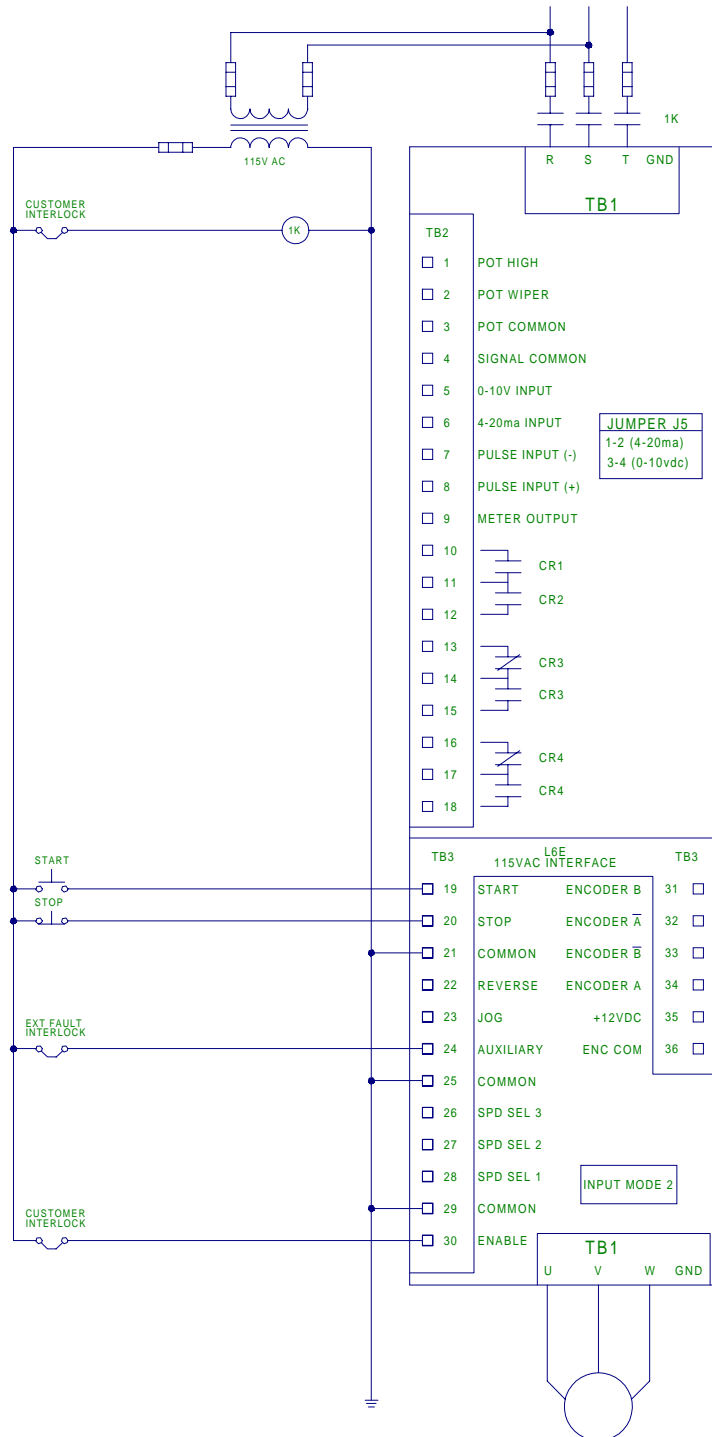 1K
115V AC
R S T GND
TB1
CUSTOMER
INTERLOCK
1K
TB2
1 POT HIGH
2 POT WIPER
3 POT COMMON
4 SIGNAL COMMON
5 0-10V INPUT
6 4-20ma INPUT
7 PULSE INPUT (-)
8 PULSE INPUT (+)
9 METER OUTPUT
JUMPER J5
1-2 (4-20ma)
3-4 (0-10vdc)
10
CR1
11
CR2
12
13
CR3
14
CR3
15
16
CR4
17
CR4
18
L6E
115VAC INTERFACE
TB3 TB3
START
19 START ENCODER B 31
STOP
20 STOP ENCODER A̅ 32
21 COMMON ENCODER B̅ 33
22 REVERSE ENCODER A 34
23 JOG +12VDC 35
EXT FAULT
INTERLOCK
24 AUXILIARY ENC COM 36
25 COMMON
26 SPD SEL 3
27 SPD SEL 2
28 SPD SEL 1
INPUT MODE 2
29 COMMON
CUSTOMER
INTERLOCK
30 ENABLE
TB1
U V W GND